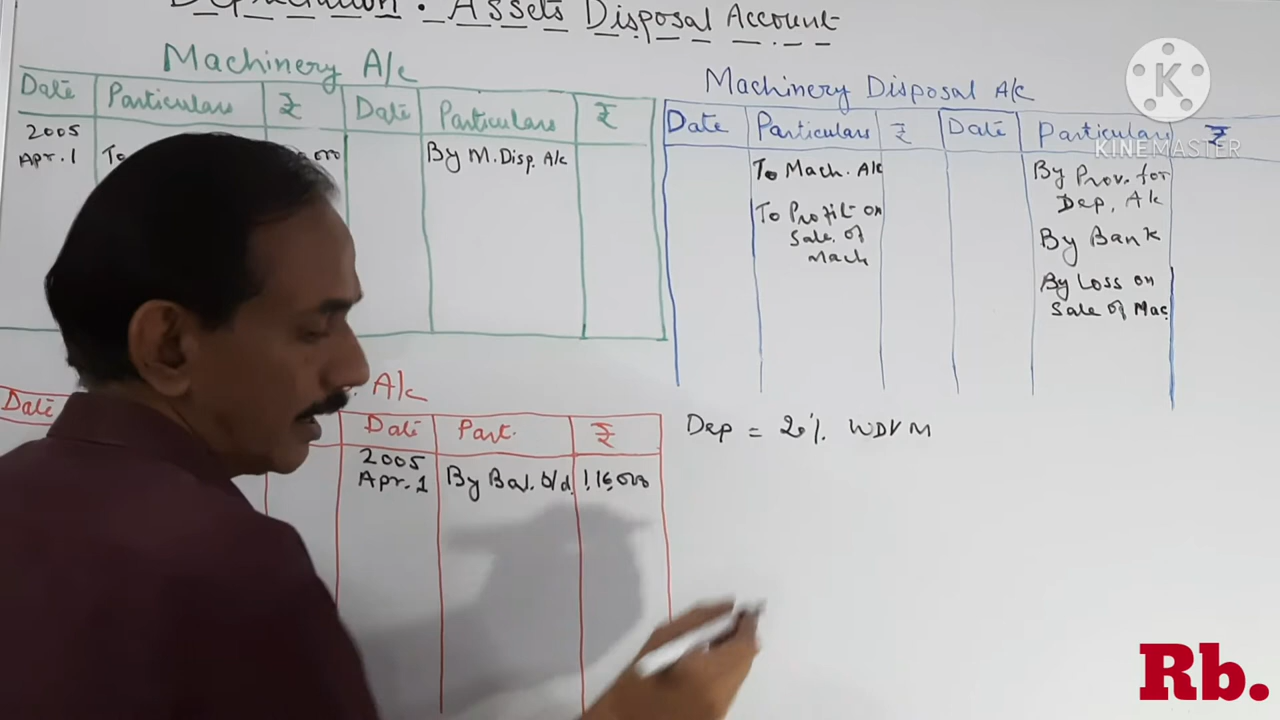 Depreciation. Assets Disposal Account
Machinery A/c
Date Particulars ₹ Date Particulars ₹
2005
Apr. 1 To
By M. Disp. A/c
Machinery Disposal A/c
Date Particulars ₹ Date Particulars ₹
To Mach. A/c
To Profit on
Sale. of
Mach
By Prov. for
Dep. A/c
By Bank
By Loss on
Sale of Mac.
K
KINEMASTER
A/c
Date
Date Part. ₹
2005
Apr. 1 By Bal. b/d 1,16,000
Dep = 20%. WDVM
Rb.